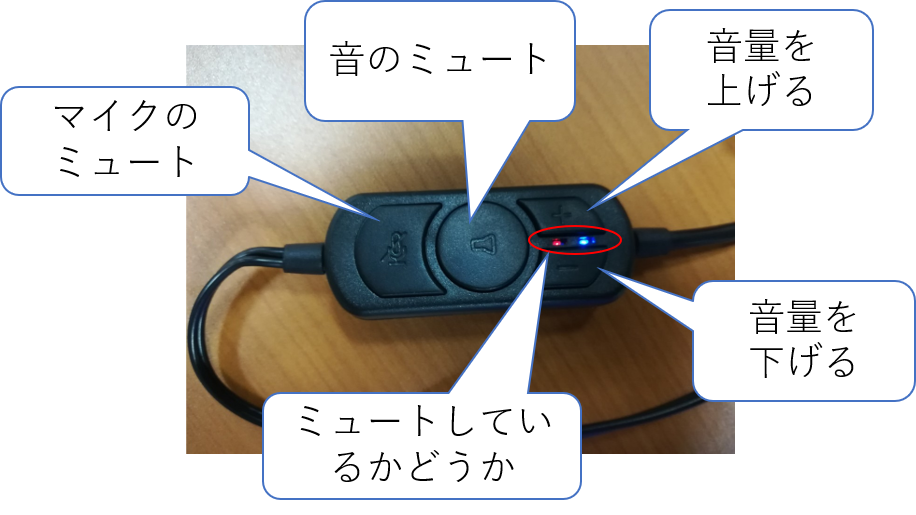 音のミュート
音量を
上げる
マイクの
ミュート
音量を
下げる
ミュートしてい
るかどうか